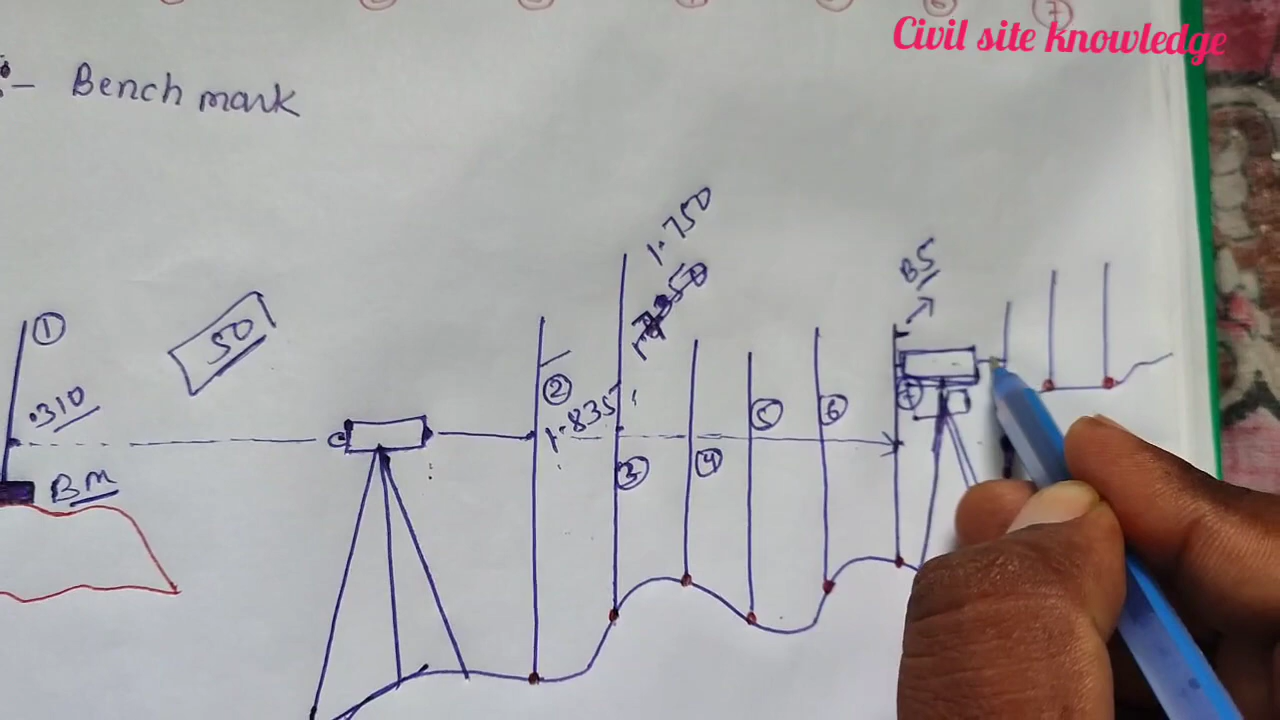 Civil site knowledge
:- Bench mark
1.750
BS
①
50
.310
②
1.835
③
④
⑤
⑥
⑦
BM